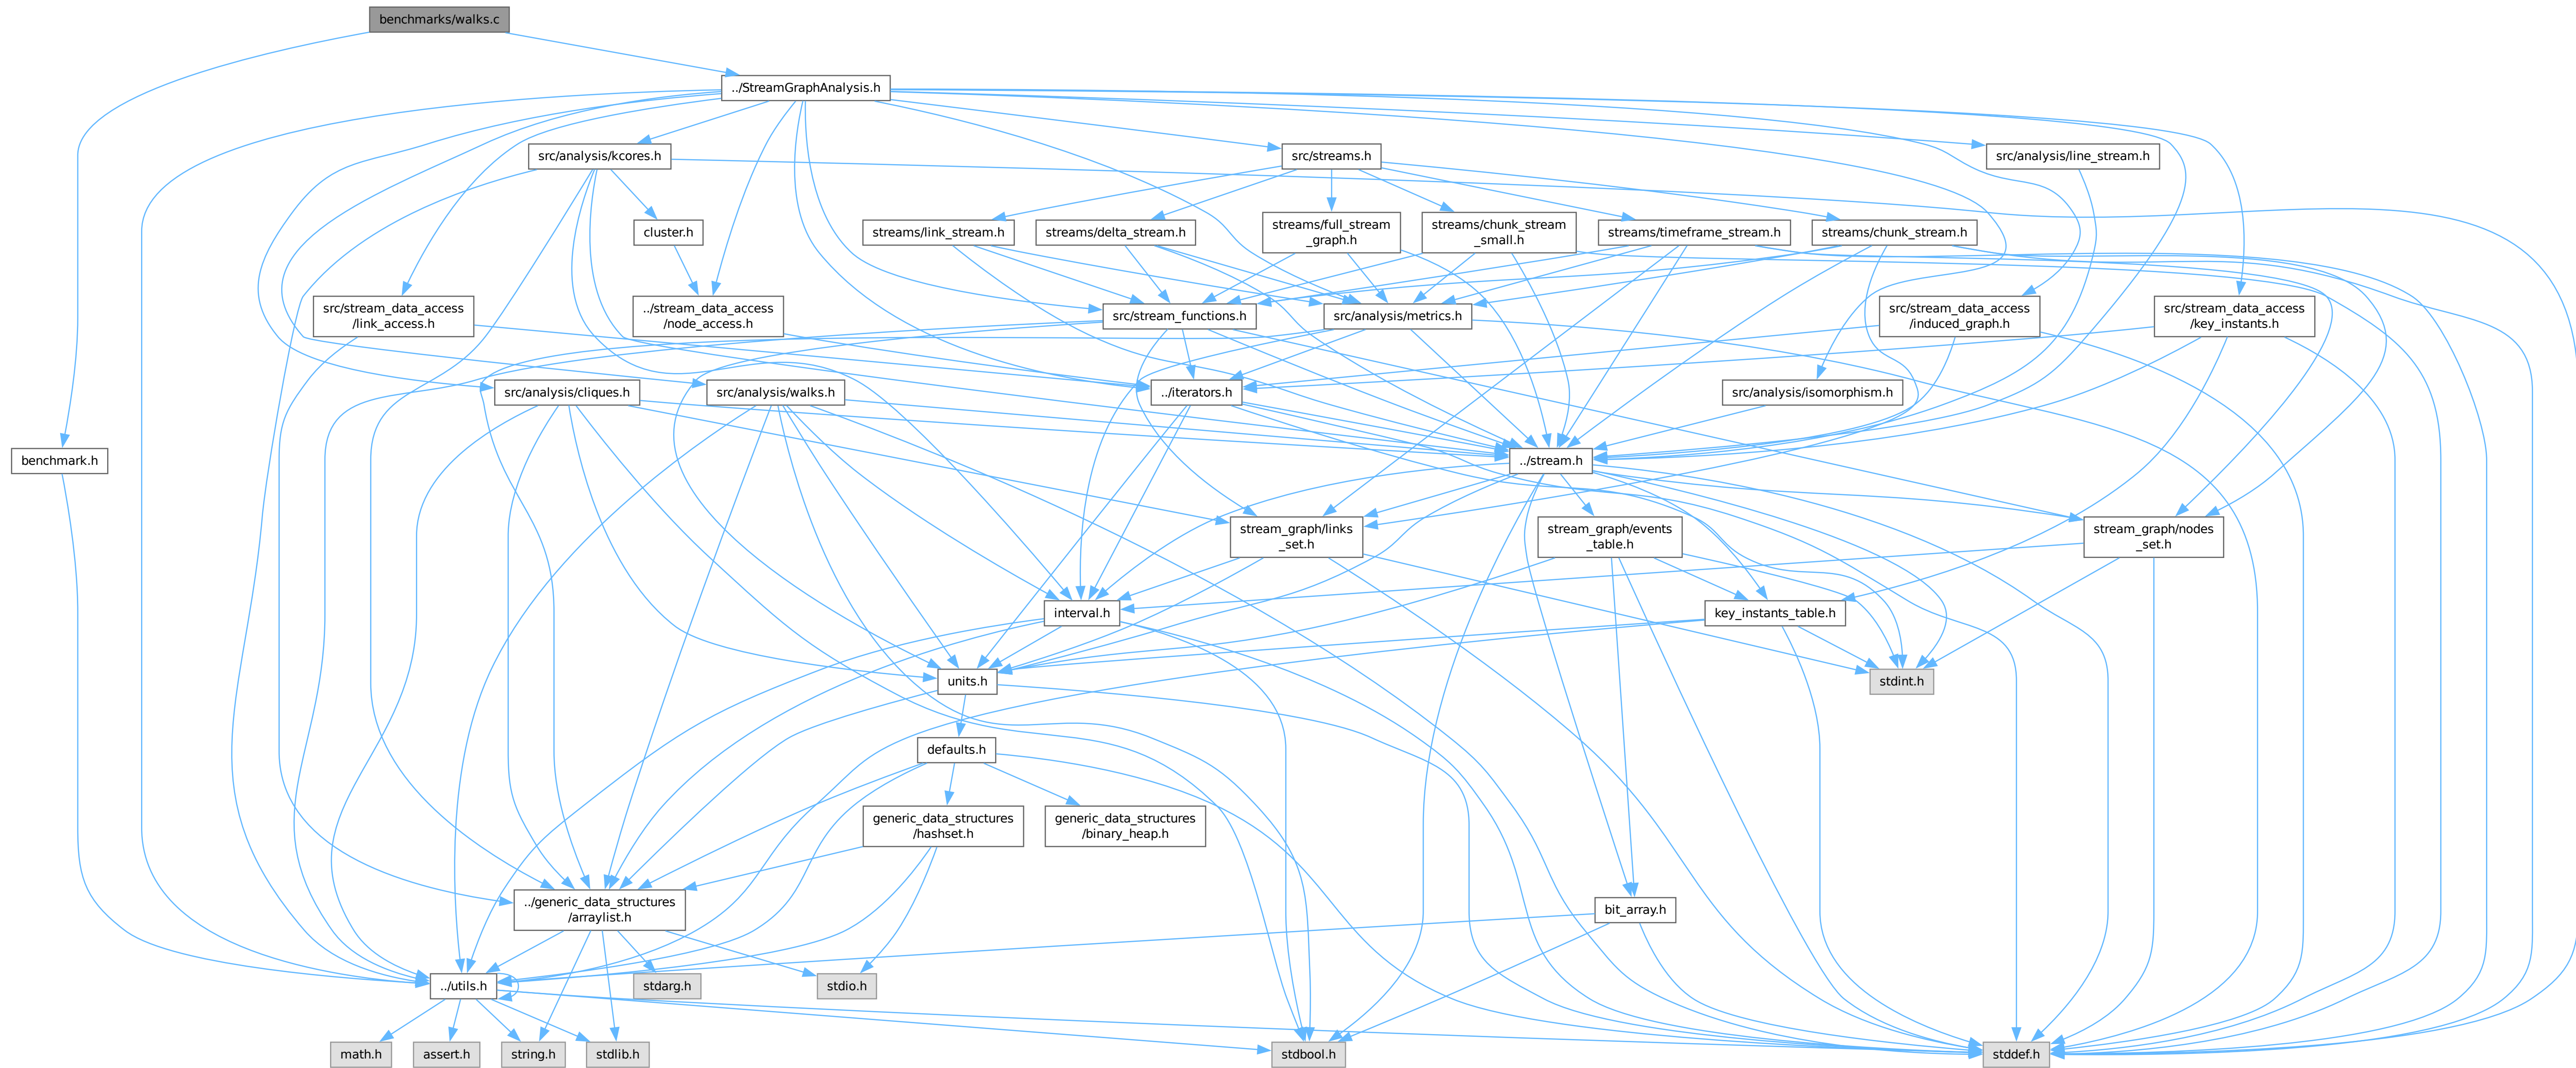 benchmarks/walks.c
../StreamGraphAnalysis.h
src/analysis/kcores.h
src/streams.h
src/analysis/line_stream.h
cluster.h
streams/link_stream.h
streams/delta_stream.h
streams/full_stream
_graph.h
streams/chunk_stream
_small.h
streams/timeframe_stream.h
streams/chunk_stream.h
src/stream_data_access
/link_access.h
../stream_data_access
/node_access.h
src/stream_functions.h
src/analysis/metrics.h
src/stream_data_access
/induced_graph.h
src/stream_data_access
/key_instants.h
src/analysis/cliques.h
src/analysis/walks.h
../iterators.h
src/analysis/isomorphism.h
benchmark.h
../stream.h
stream_graph/links
_set.h
stream_graph/events
_table.h
stream_graph/nodes
_set.h
interval.h
key_instants_table.h
units.h
stdint.h
defaults.h
generic_data_structures
/hashset.h
generic_data_structures
/binary_heap.h
../generic_data_structures
/arraylist.h
bit_array.h
../utils.h
stdarg.h
stdio.h
math.h
assert.h
string.h
stdlib.h
stdbool.h
stddef.h